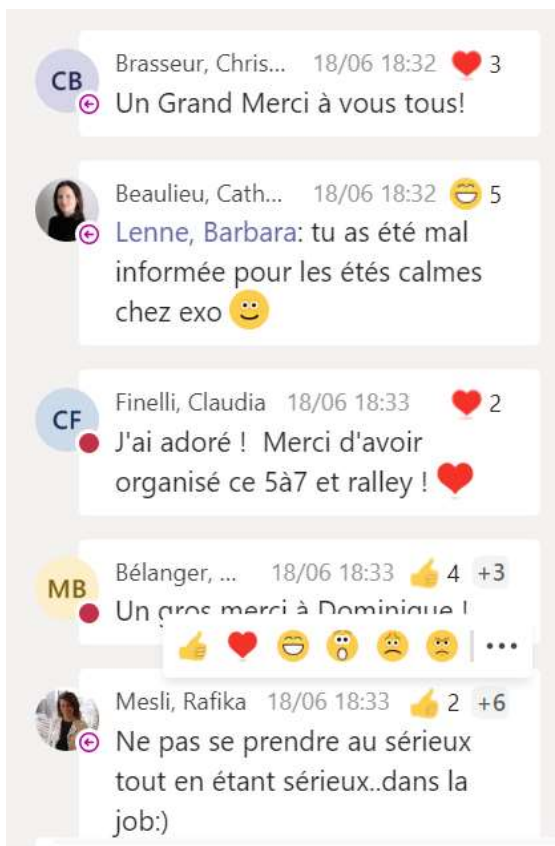 CB
Brasseur, Chris... 18/06 18:32 3
Un Grand Merci à vous tous!
Beaulieu, Cath... 18/06 18:32 5
Lenne, Barbara: tu as été mal
informée pour les étés calmes
chez exo
CF
Finelli, Claudia 18/06 18:33 2
J'ai adoré ! Merci d'avoir
organisé ce 5à7 et ralley !
MB
Bélanger, ... 18/06 18:33 4 +3
Un gros merci à Dominique !
Mesli, Rafika 18/06 18:33 2 +6
Ne pas se prendre au sérieux
tout en étant sérieux..dans la
job:)